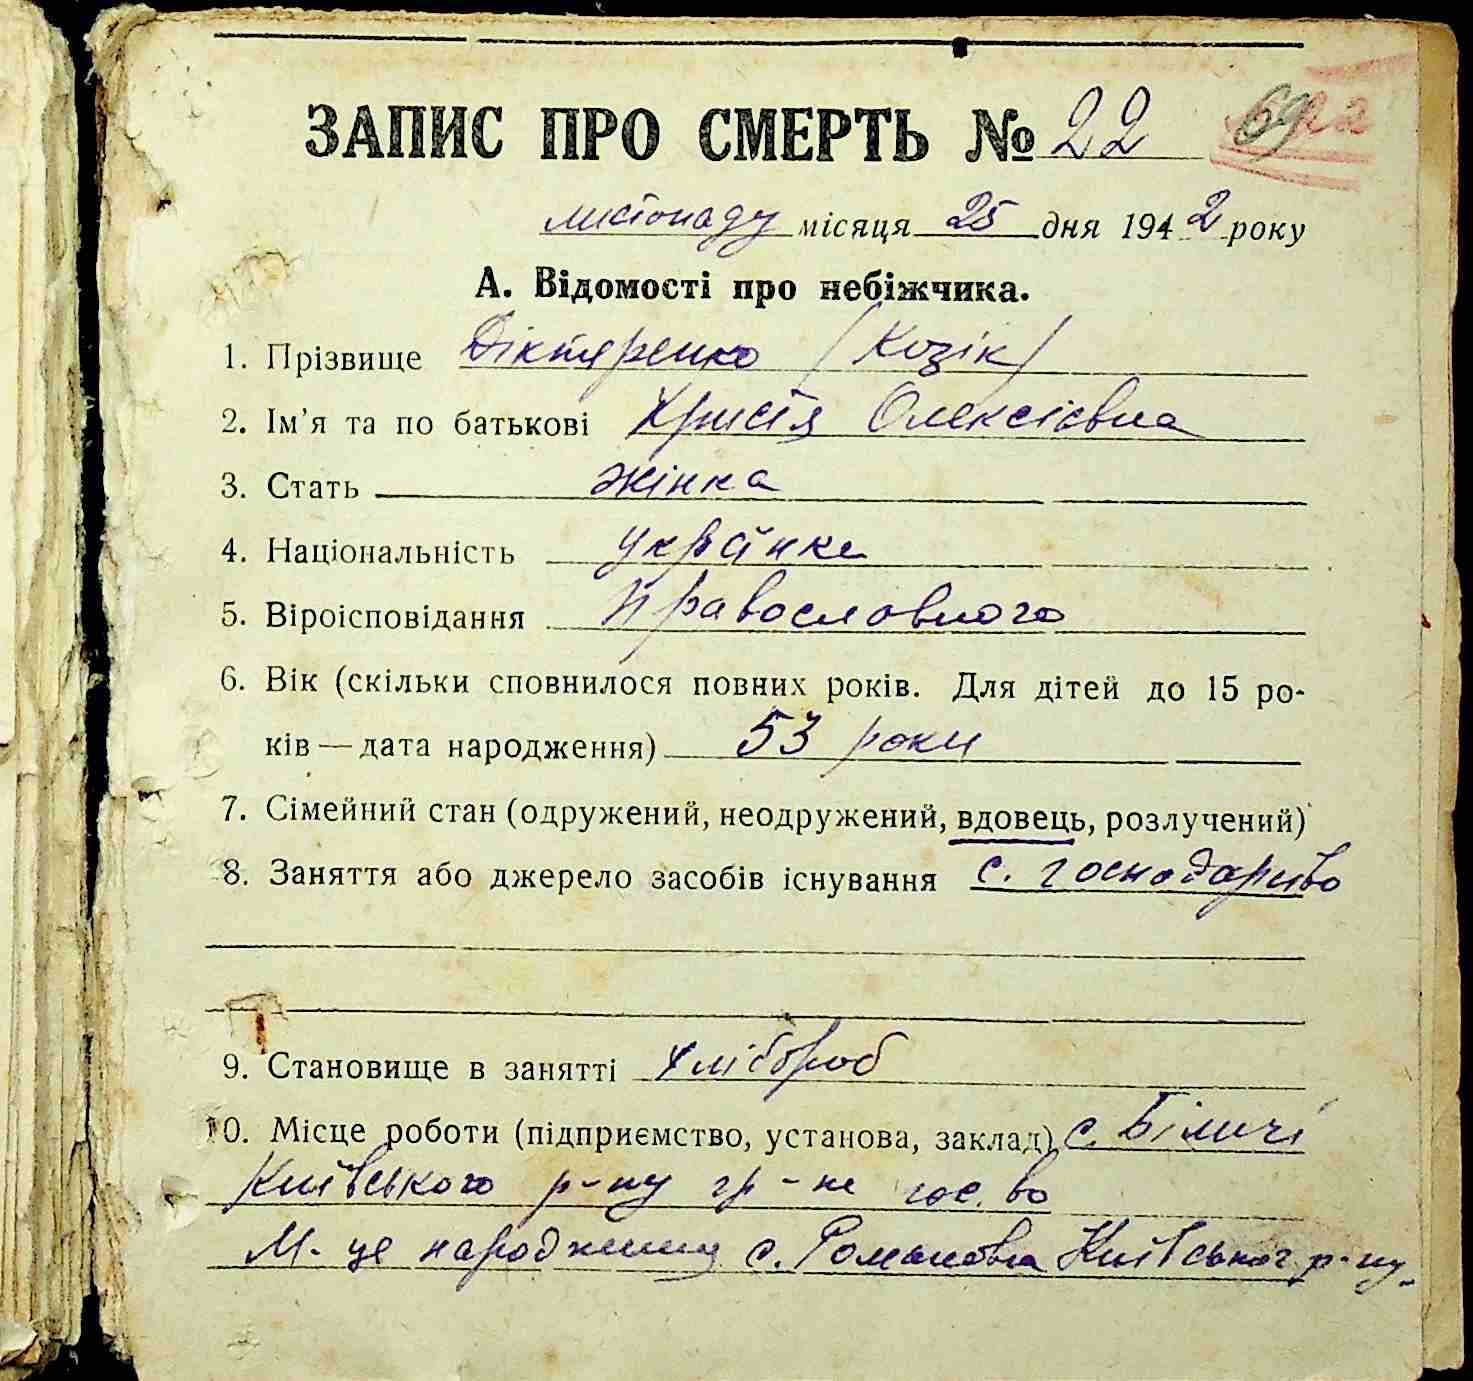 ЗАПИС ПРО СМЕРТЬ № 22 69
листопаду місяця 25 дня 1942 року
А. Відомості про небіжчика.
1. Прізвище Діктяренко (Козік)
2. Ім'я та по батькові Христя Олексієвна
3. Стать жінка
4. Національність українка
5. Віроісповідання православного
6. Вік (скільки сповнилося повних років. Для дітей до 15 ро-
ків — дата народження) 53 роки
7. Сімейний стан (одружений, неодружений, вдовець, розлучений)
8. Заняття або джерело засобів існування с. господарство
9. Становище в занятті хлібороб
10. Місце роботи (підприємство, установа, заклад) с. Біличі
Київського р-ну гр-не гос. во
М-це народження с. Романовка Київського р-ну.